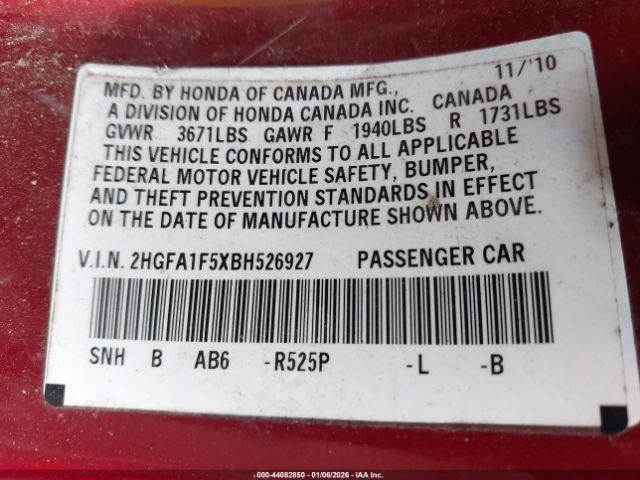 11/'10
MFD. BY HONDA OF CANADA MFG.,
A DIVISION OF HONDA CANADA INC. CANADA
GVWR 3671LBS GAWR F 1940LBS R 1731LBS
THIS VEHICLE CONFORMS TO ALL APPLICABLE
FEDERAL MOTOR VEHICLE SAFETY, BUMPER,
AND THEFT PREVENTION STANDARDS IN EFFECT
ON THE DATE OF MANUFACTURE SHOWN ABOVE.
V.I.N. 2HGFA1F5XBH526927 PASSENGER CAR
SNH B AB6 -R525P -L -B
000-44082850 - 01/06/2026 - IAAI Inc.